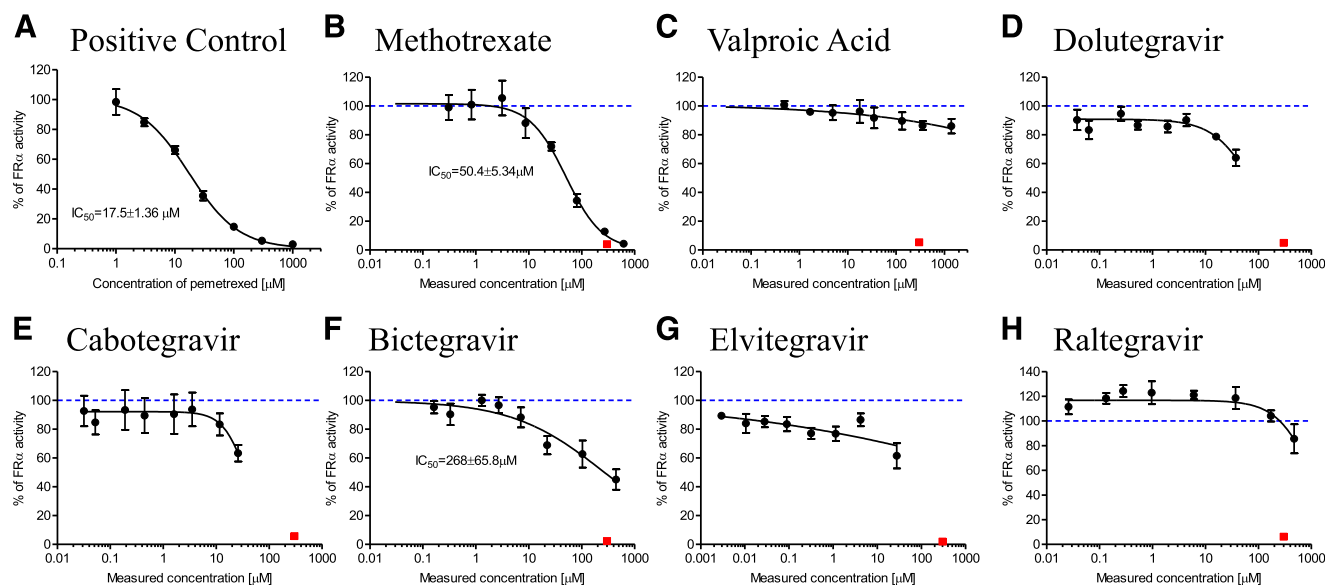 A Positive Control
120
100
80
60
40
20
0
% of FRα activity
IC50=17.5±1.36 μM
0.1 1 10 100 1000
Concentration of pemetrexed [μM]
B Methotrexate
120
100
80
60
40
20
0
% of FRα activity
IC50=50.4±5.34μM
0.01 0.1 1 10 100 1000
Measured concentration [μM]
C Valproic Acid
120
100
80
60
40
20
0
% of FRα activity
0.01 0.1 1 10 100 1000 10000
Measured concentration [μM]
D Dolutegravir
120
100
80
60
40
20
0
% of FRα activity
0.01 0.1 1 10 100 1000
Measured concentration [μM]
E Cabotegravir
120
100
80
60
40
20
0
% of FRα activity
0.01 0.1 1 10 100 1000
Measured concentration [μM]
F Bictegravir
120
100
80
60
40
20
0
% of FRα activity
IC50=268±65.8μM
0.01 0.1 1 10 100 1000
Measured concentration [μM]
G Elvitegravir
120
100
80
60
40
20
0
% of FRα activity
0.001 0.01 0.1 1 10 100 1000
Measured concentration [μM]
H Raltegravir
140
120
100
80
60
40
20
0
% of FRα activity
0.01 0.1 1 10 100 1000
Measured concentration [μM]